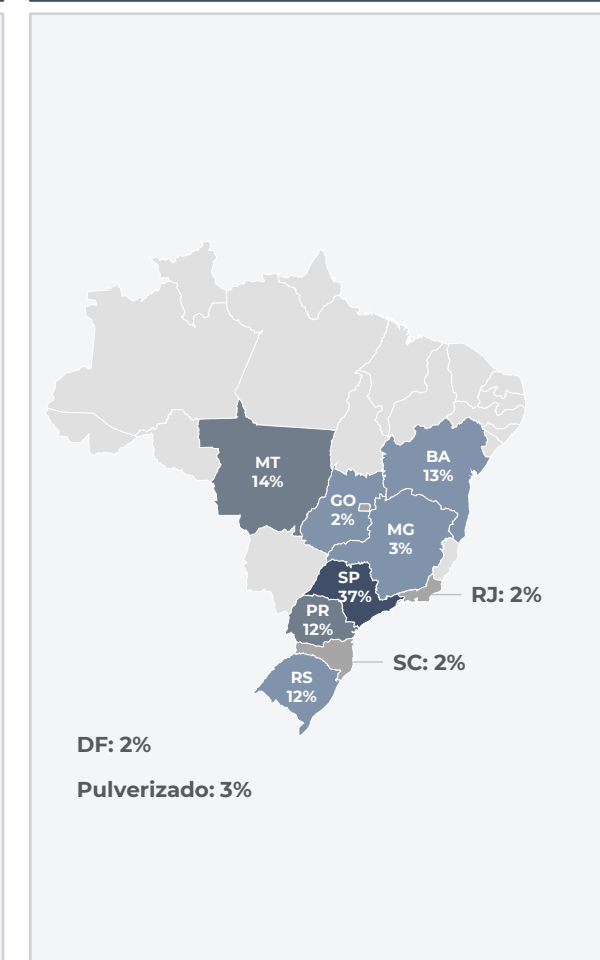 MT
14%
BA
13%
GO
2%
MG
3%
SP
37%
RJ: 2%
PR
12%
SC: 2%
RS
12%
DF: 2%
Pulverizado: 3%